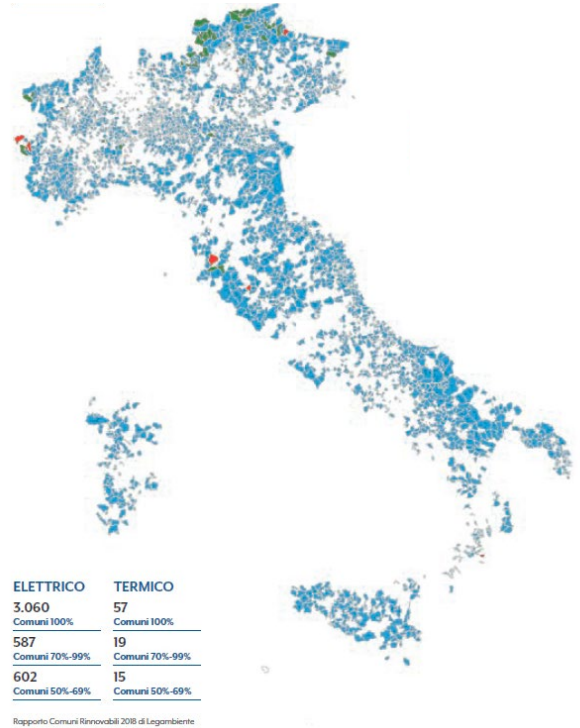 ELETTRICO TERMICO
3.060 57
Comuni 100% Comuni 100%
587 19
Comuni 70%-99% Comuni 70%-99%
602 15
Comuni 50%-69% Comuni 50%-69%
Rapporto Comuni Rinnovabili 2018 di Legambiente